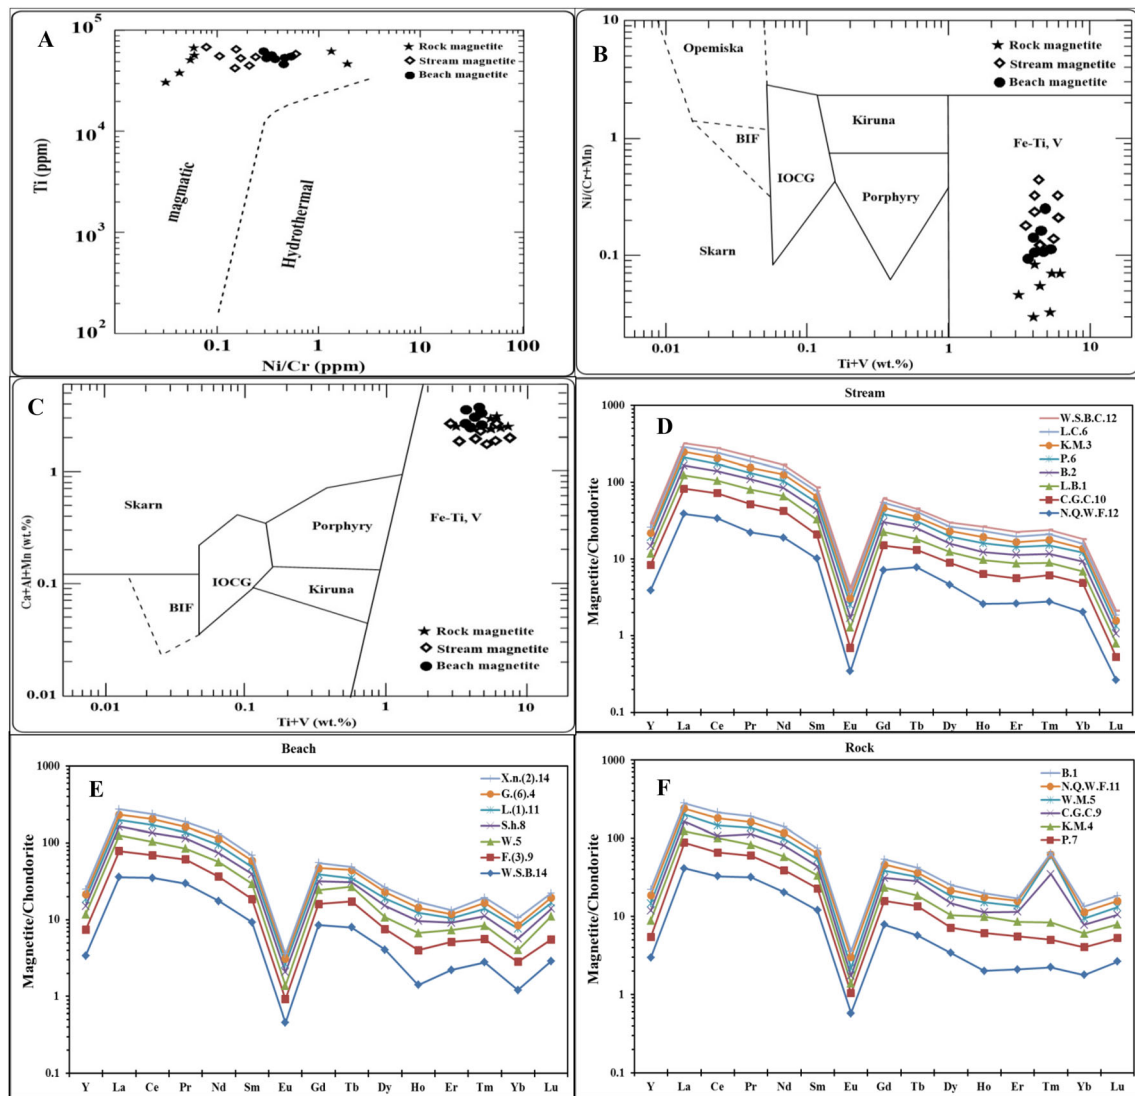 A
10^5
10^4
10^3
10^2
Ti (ppm)
Rock magnetite
Stream magnetite
Beach magnetite
magmatic
Hydrothermal
0.1
1
10
100
Ni/Cr (ppm)
B
10
1
0.1
Ni/(Cr+Mn)
Opemiska
Rock magnetite
Stream magnetite
Beach magnetite
Kiruna
BIF
Fe-Ti, V
IOCG
Porphyry
Skarn
0.01
0.1
1
10
Ti+V (wt.%)
C
1
0.1
0.01
Ca+Al+Mn (wt.%)
Skarn
Porphyry
Fe-Ti, V
IOCG
BIF
Kiruna
Rock magnetite
Stream magnetite
Beach magnetite
0.01
0.1
1
10
Ti+V (wt.%)
Stream
D
1000
100
10
1
0.1
Magnetite/Chondorite
W.S.B.C.12
L.C.6
K.M.3
P.6
B.2
L.B.1
C.G.C.10
N.Q.W.F.12
Y La Ce Pr Nd Sm Eu Gd Tb Dy Ho Er Tm Yb Lu
Beach
E
1000
100
10
1
0.1
Magnetite/Chondorite
X.n.(2).14
G.(6).4
L.(1).11
S.h.8
W.5
F.(3).9
W.S.B.14
Y La Ce Pr Nd Sm Eu Gd Tb Dy Ho Er Tm Yb Lu
Rock
F
1000
100
10
1
0.1
Magnetite/Chondorite
B.1
N.Q.W.F.11
W.M.5
C.G.C.9
K.M.4
P.7
Y La Ce Pr Nd Sm Eu Gd Tb Dy Ho Er Tm Yb Lu